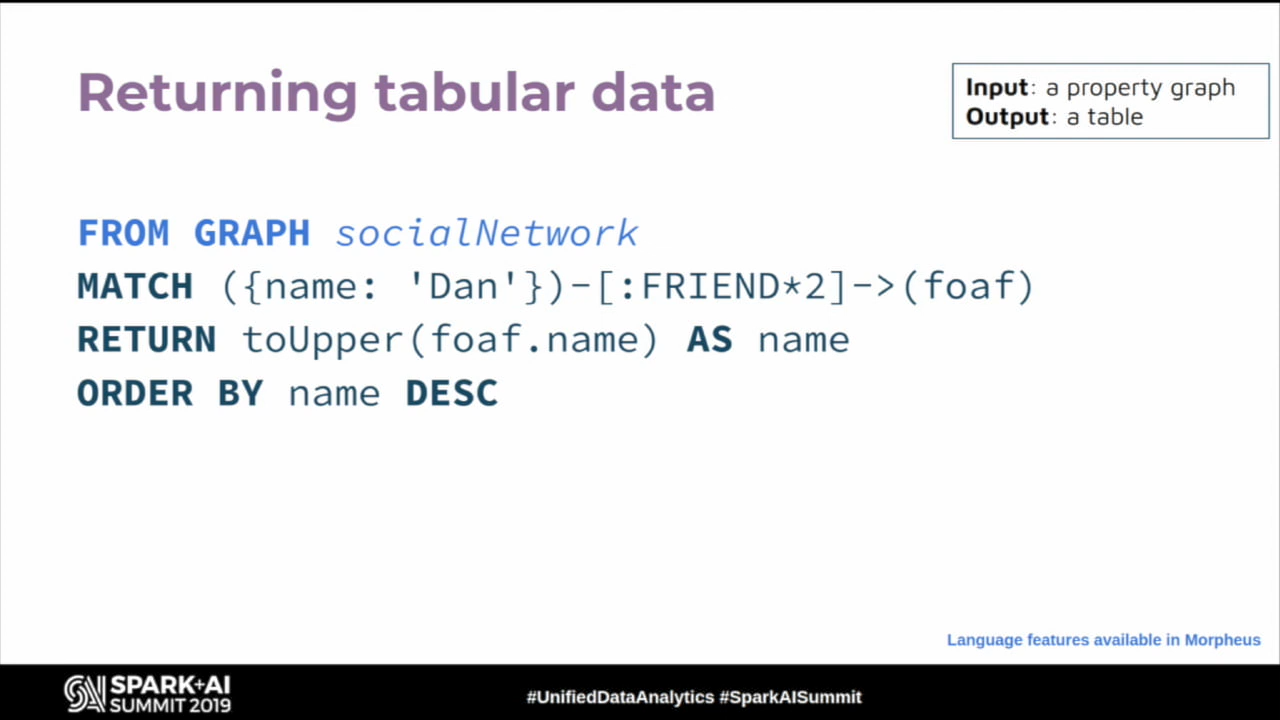 Returning tabular data
Input: a property graph
Output: a table
FROM GRAPH socialNetwork
MATCH ({name: 'Dan'})-[:FRIEND*2]->(foaf)
RETURN toUpper(foaf.name) AS name
ORDER BY name DESC
Language features available in Morpheus
SPARK+AI
SUMMIT 2019
#UnifiedDataAnalytics #SparkAISummit